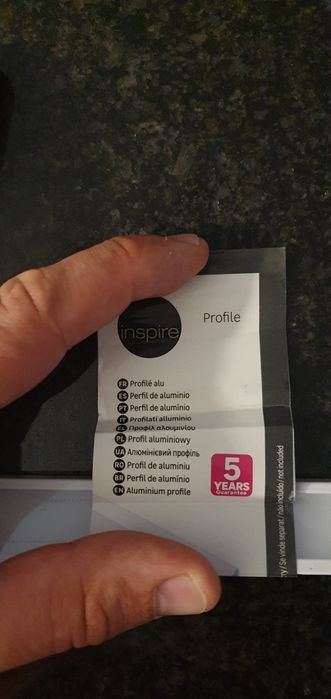 inspire
Profile
FR Profilé alu
ES Perfil de aluminio
PT Perfil de alumínio
IT Profilati alluminio
EL Προφίλ αλουμινίου
PL Profil aluminiowy
UA Алюмінієвий профіль
RO Profil de aluminiu
BR Perfil de alumínio
EN Aluminium profile
5
YEARS
Guarantee
/ Se vinde separat / não incluído / not included